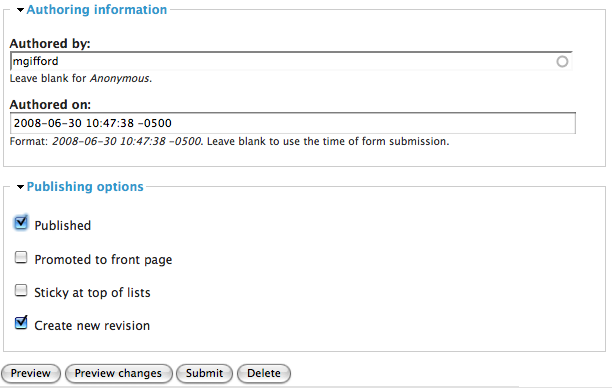 Authoring information
Authored by:
mgifford
Leave blank for Anonymous.
Authored on:
2008-06-30 10:47:38 -0500
Format: 2008-06-30 10:47:38 -0500. Leave blank to use the time of form submission.
Publishing options
Published
Promoted to front page
Sticky at top of lists
Create new revision
Preview Preview changes Submit Delete